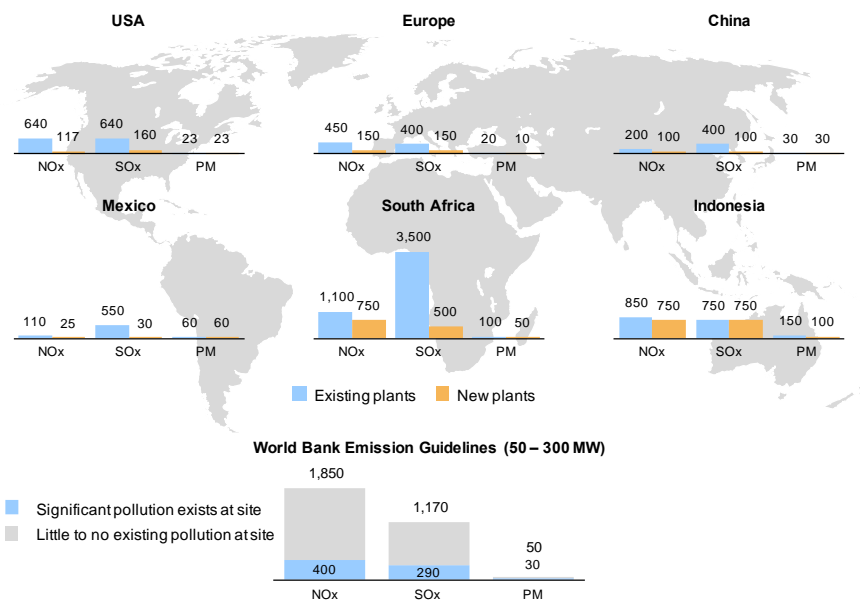 USA
Europe
China
640
117
640
160
23
23
NOx
SOx
PM
450
150
400
150
20
10
NOx
SOx
PM
200
100
400
100
30
30
NOx
SOx
PM
Mexico
South Africa
Indonesia
110
25
550
30
60
60
NOx
SOx
PM
1,100
750
3,500
500
100
50
NOx
SOx
PM
850
750
750
750
150
100
NOx
SOx
PM
Existing plants
New plants
World Bank Emission Guidelines (50 – 300 MW)
Significant pollution exists at site
Little to no existing pollution at site
1,850
400
1,170
290
50
30
NOx
SOx
PM